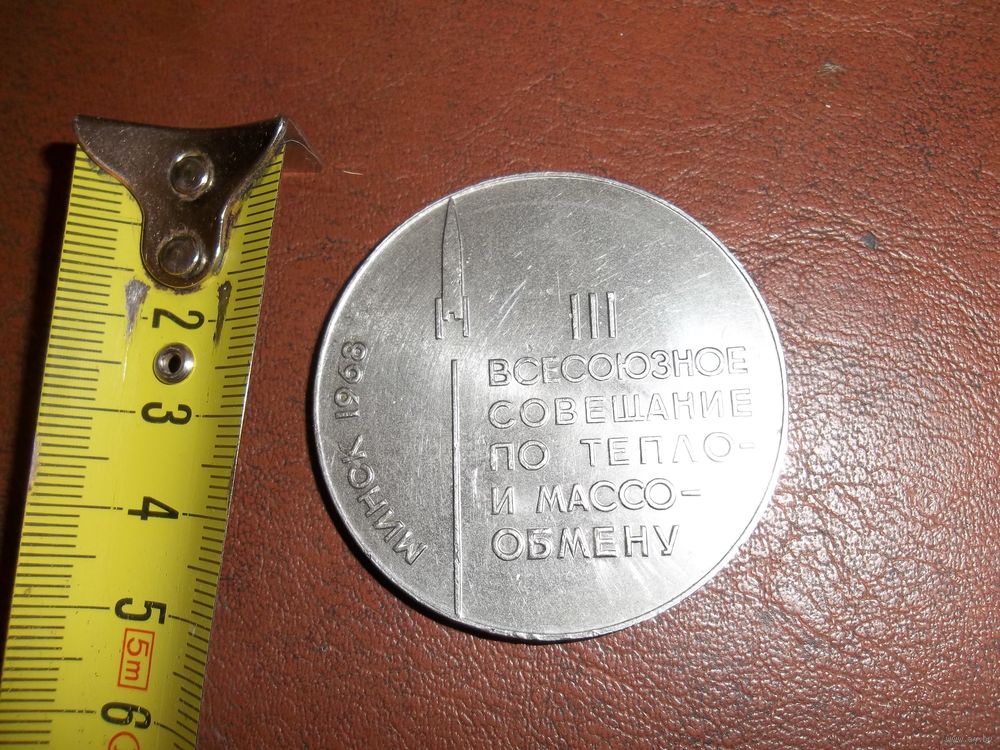 III
ВСЕСОЮЗНОЕ
СОВЕЩАНИЕ
ПО ТЕПЛО-
И МАССО-
ОБМЕНУ
МИНСК 1968
2
3
4
5
5m
6